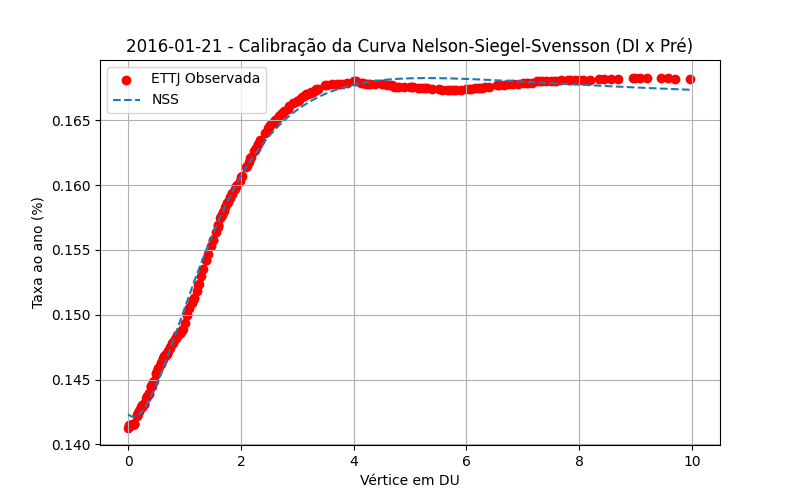 2016-01-21 - Calibração da Curva Nelson-Siegel-Svensson (DI x Pré)
ETTJ Observada
NSS
Taxa ao ano (%)
0.165
0.160
0.155
0.150
0.145
0.140
0 2 4 6 8 10
Vértice em DU